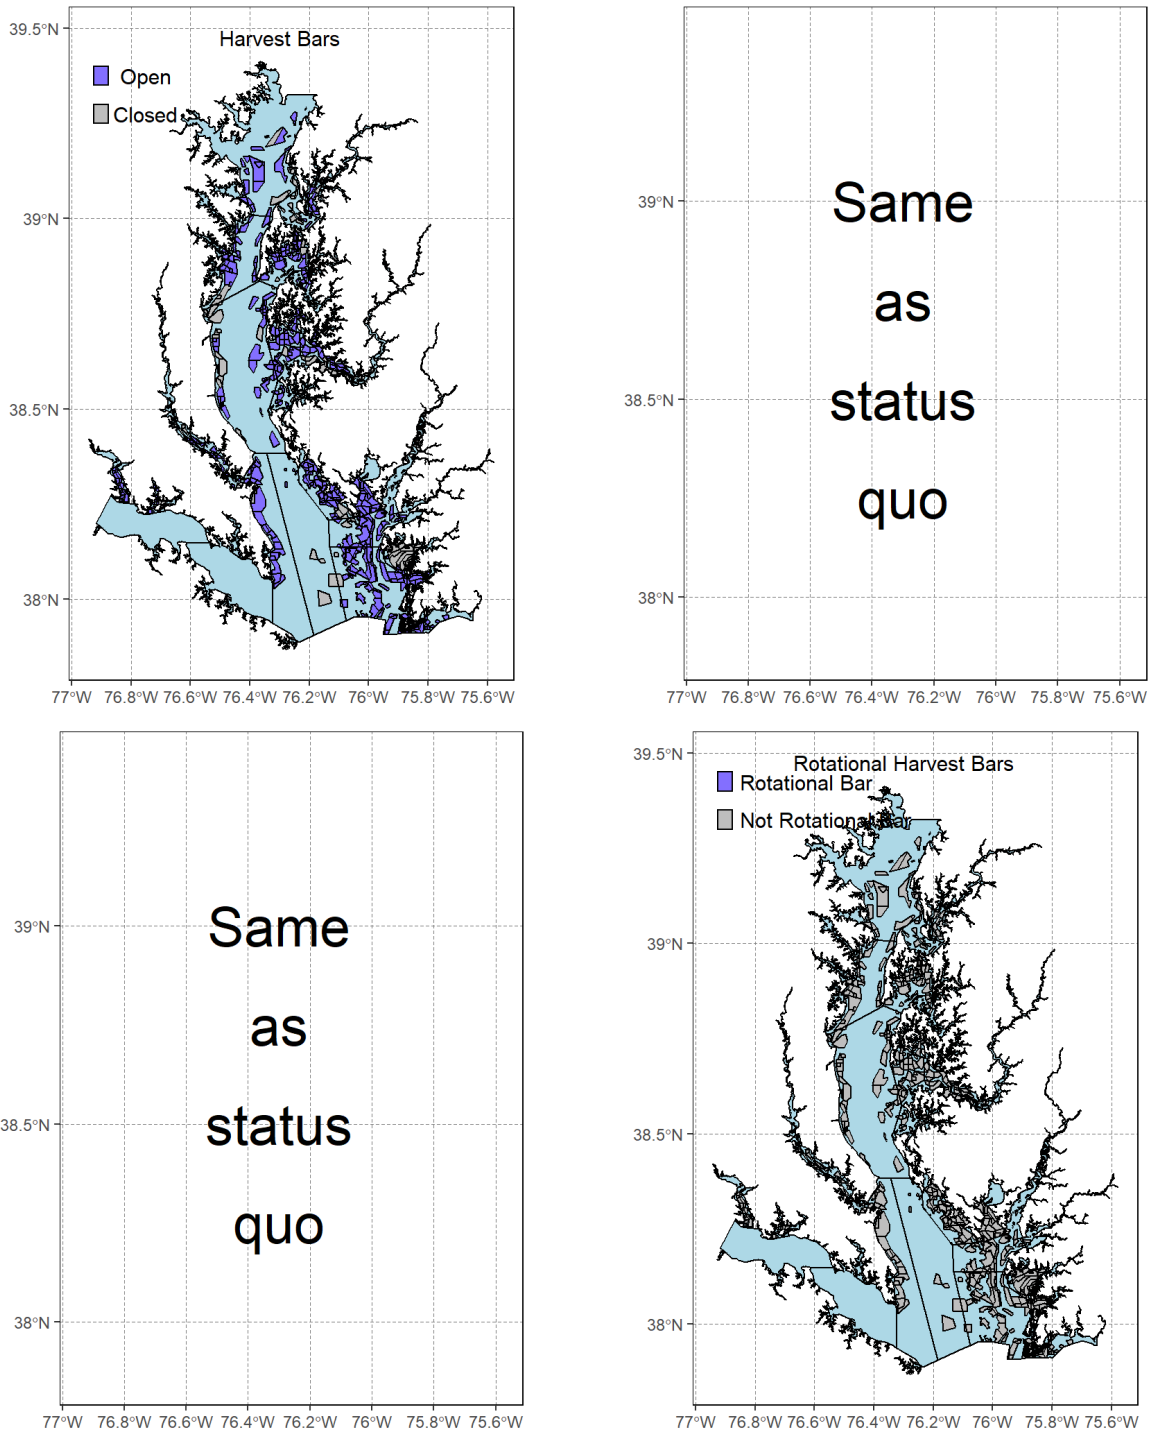 Harvest Bars
Open
Closed
39.5°N
39°N
38.5°N
38°N
77°W 76.8°W 76.6°W 76.4°W 76.2°W 76°W 75.8°W 75.6°W
Same
as
status
quo
39°N
38.5°N
38°N
77°W 76.8°W 76.6°W 76.4°W 76.2°W 76°W 75.8°W 75.6°W
Same
as
status
quo
39°N
38.5°N
38°N
77°W 76.8°W 76.6°W 76.4°W 76.2°W 76°W 75.8°W 75.6°W
Rotational Harvest Bars
Rotational Bar
Not Rotational Bar
39.5°N
39°N
38.5°N
38°N
77°W 76.8°W 76.6°W 76.4°W 76.2°W 76°W 75.8°W 75.6°W